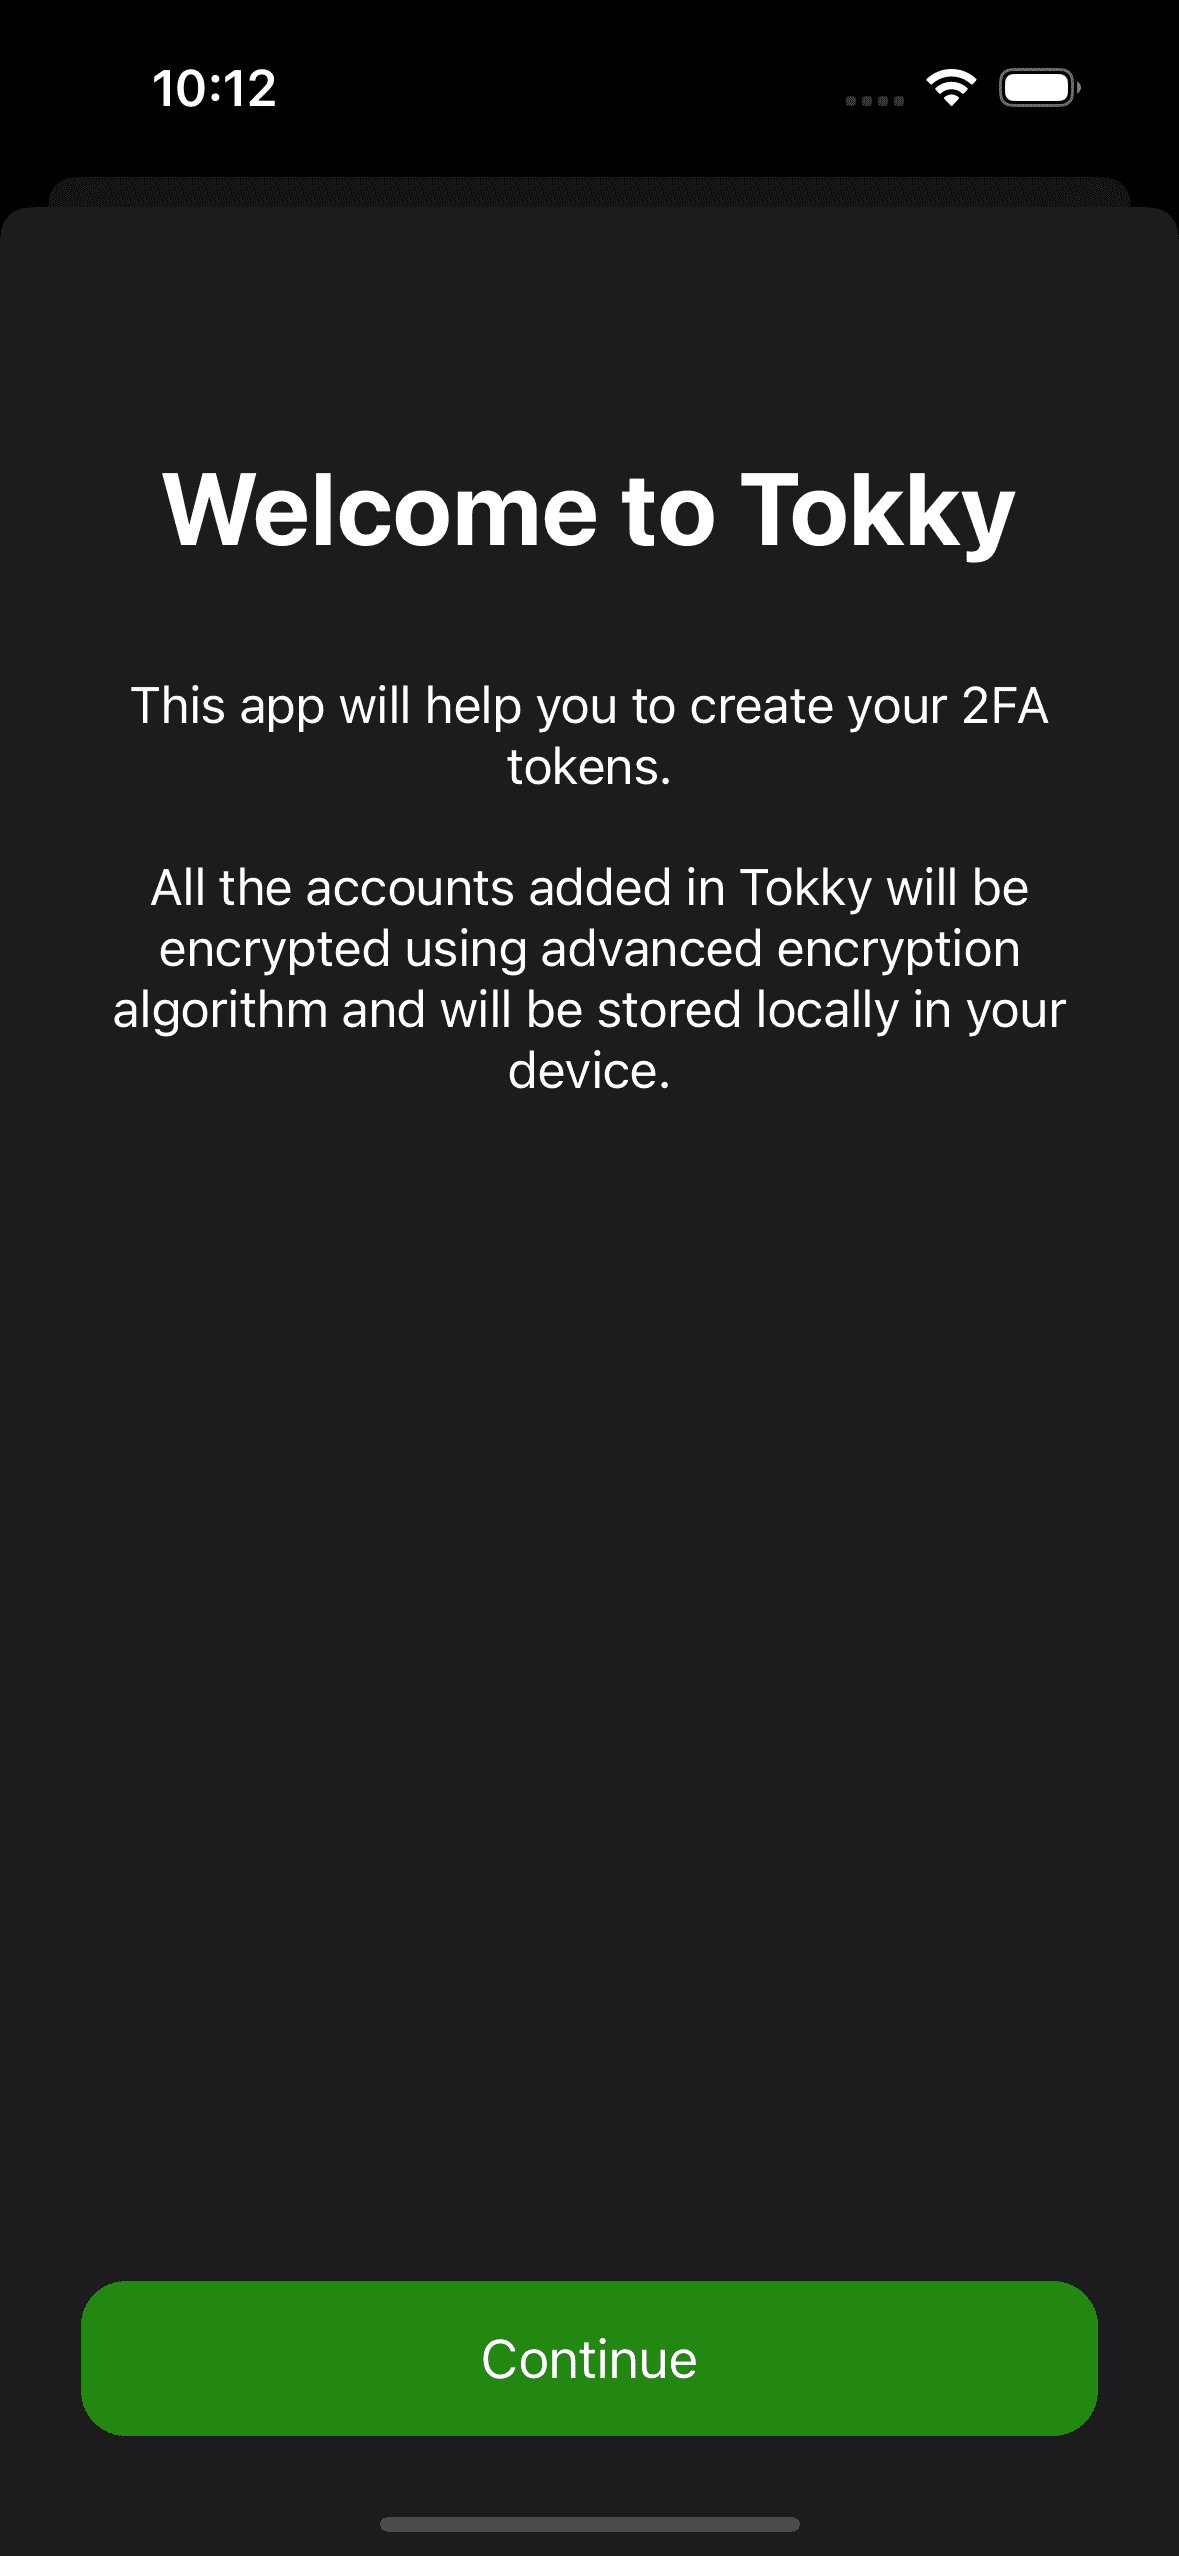 10:12
Welcome to Tokky
This app will help you to create your 2FA
tokens.
All the accounts added in Tokky will be
encrypted using advanced encryption
algorithm and will be stored locally in your
device.
Continue